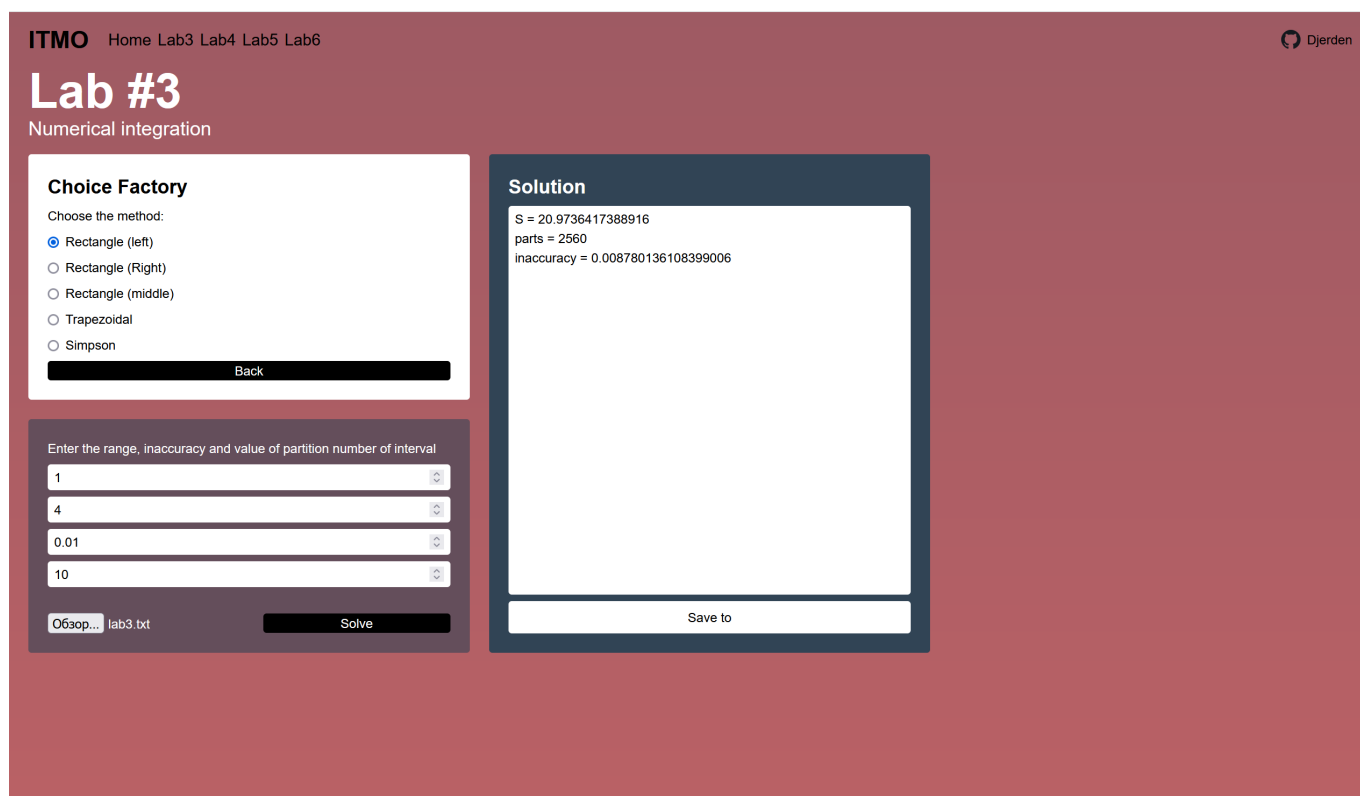 ITMO Home Lab3 Lab4 Lab5 Lab6
Djerden
Lab #3
Numerical integration
Choice Factory
Choose the method:
Rectangle (left)
Rectangle (Right)
Rectangle (middle)
Trapezoidal
Simpson
Back
Enter the range, inaccuracy and value of partition number of interval
1
4
0.01
10
Обзор... lab3.txt
Solve
Solution
S = 20.9736417388916
parts = 2560
inaccuracy = 0.008780136108399006
Save to